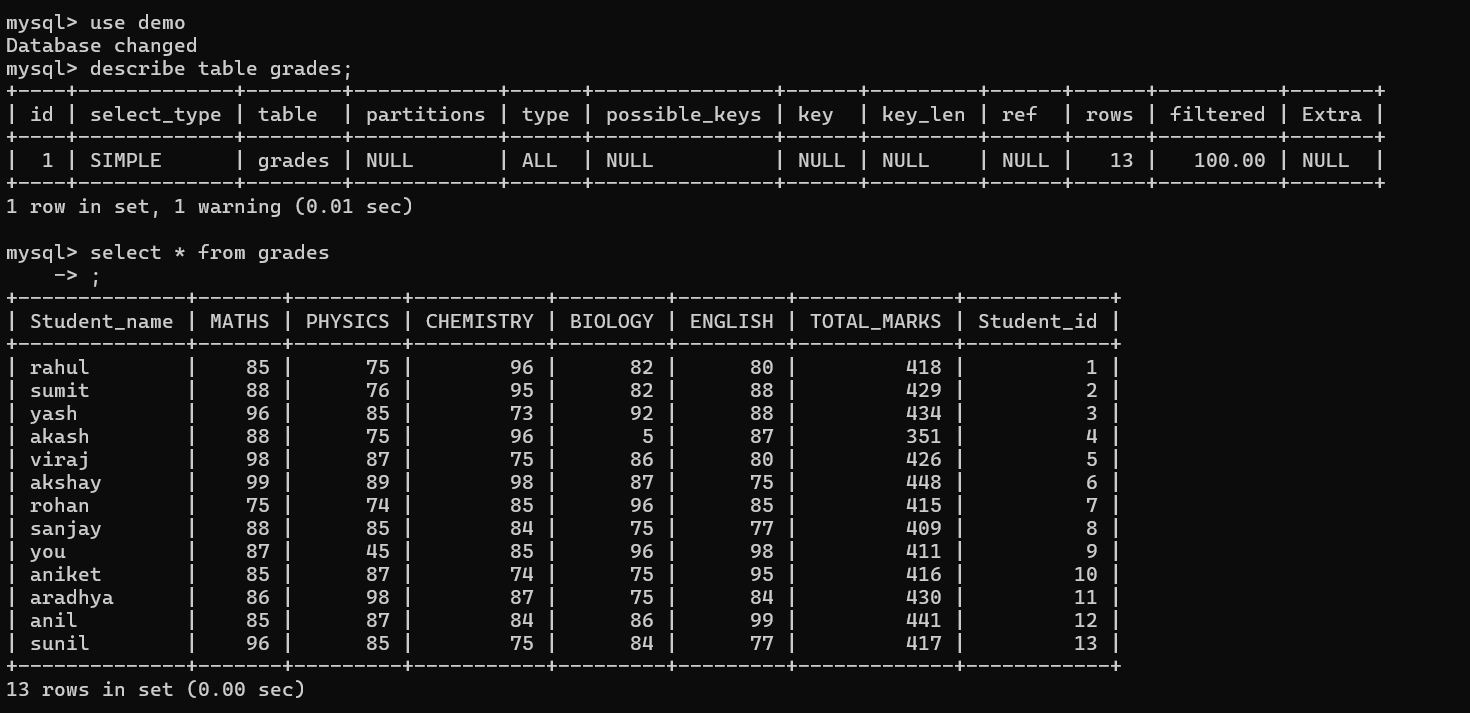 mysql> use demo
Database changed
mysql> describe table grades;
+----+-------------+--------+------------+------+---------------+------+---------+------+------+----------+-------+
| id | select_type | table  | partitions | type | possible_keys | key  | key_len | ref  | rows | filtered | Extra |
+----+-------------+--------+------------+------+---------------+------+---------+------+------+----------+-------+
|  1 | SIMPLE      | grades | NULL       | ALL  | NULL          | NULL | NULL    | NULL |   13 |   100.00 | NULL  |
+----+-------------+--------+------------+------+---------------+------+---------+------+------+----------+-------+
1 row in set, 1 warning (0.01 sec)

mysql> select * from grades
    -> ;
+--------------+-------+---------+-----------+---------+---------+-------------+------------+
| Student_name | MATHS | PHYSICS | CHEMISTRY | BIOLOGY | ENGLISH | TOTAL_MARKS | Student_id |
+--------------+-------+---------+-----------+---------+---------+-------------+------------+
| rahul        |    85 |      75 |        96 |      82 |      80 |         418 |          1 |
| sumit        |    88 |      76 |        95 |      82 |      88 |         429 |          2 |
| yash         |    96 |      85 |        73 |      92 |      88 |         434 |          3 |
| akash        |    88 |      75 |        96 |       5 |      87 |         351 |          4 |
| viraj        |    98 |      87 |        75 |      86 |      80 |         426 |          5 |
| akshay       |    99 |      89 |        98 |      87 |      75 |         448 |          6 |
| rohan        |    75 |      74 |        85 |      96 |      85 |         415 |          7 |
| sanjay       |    88 |      85 |        84 |      75 |      77 |         409 |          8 |
| you          |    87 |      45 |        85 |      96 |      98 |         411 |          9 |
| aniket       |    85 |      87 |        74 |      75 |      95 |         416 |         10 |
| aradhya      |    86 |      98 |        87 |      75 |      84 |         430 |         11 |
| anil         |    85 |      87 |        84 |      86 |      99 |         441 |         12 |
| sunil        |    96 |      85 |        75 |      84 |      77 |         417 |         13 |
+--------------+-------+---------+-----------+---------+---------+-------------+------------+
13 rows in set (0.00 sec)